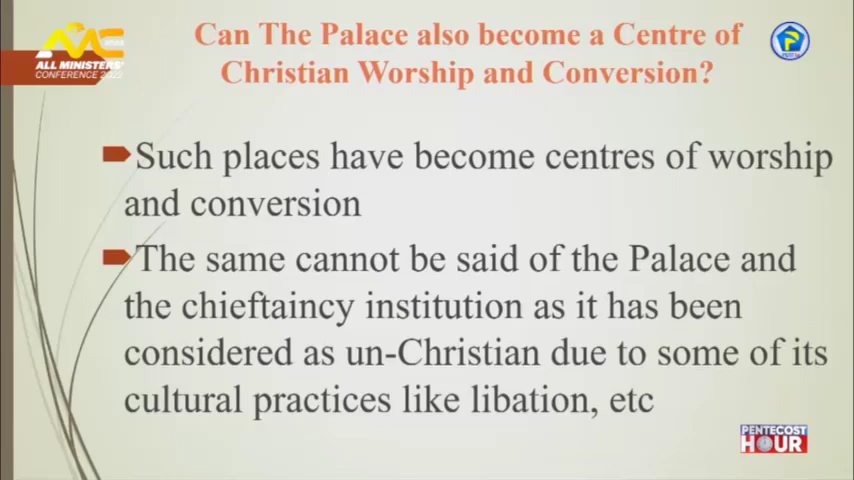 Can The Palace also become a Centre of
Christian Worship and Conversion?
ALL MINISTERS'
CONFERENCE 2022
Such places have become centres of worship
and conversion
The same cannot be said of the Palace and
the chieftaincy institution as it has been
considered as un-Christian due to some of its
cultural practices like libation, etc
PENTECOST
HOUR